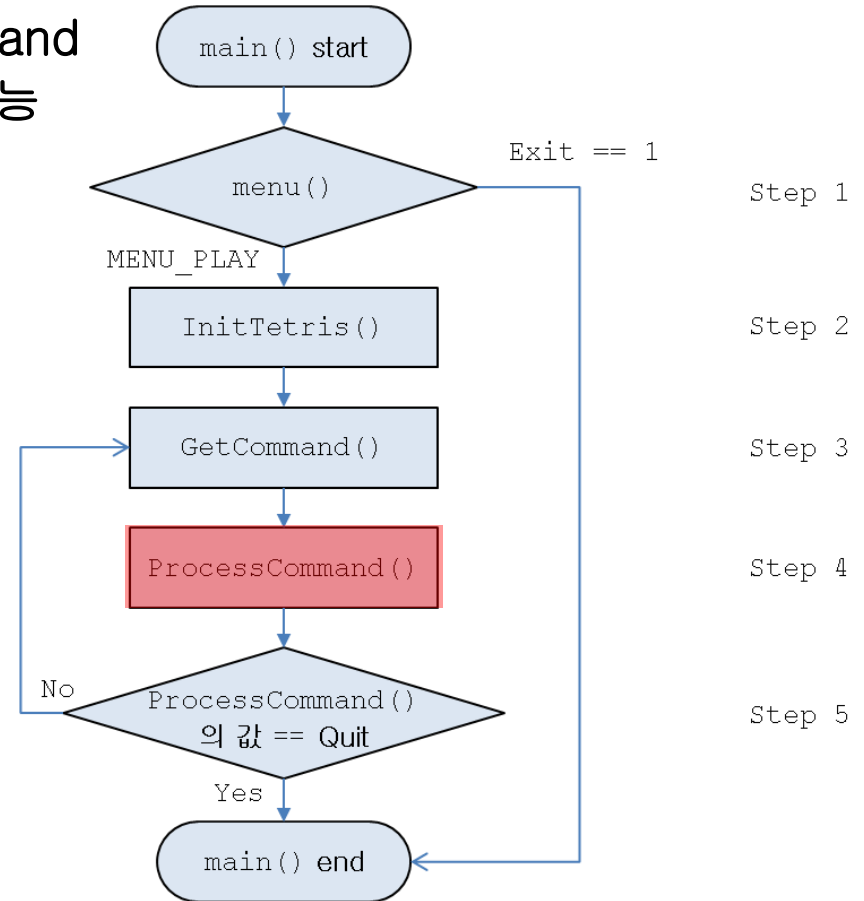 and
능
main() start
Exit == 1
menu()
Step 1
MENU_PLAY
InitTetris()
Step 2
GetCommand()
Step 3
ProcessCommand()
Step 4
No
ProcessCommand()
의 값 == Quit
Step 5
Yes
main() end